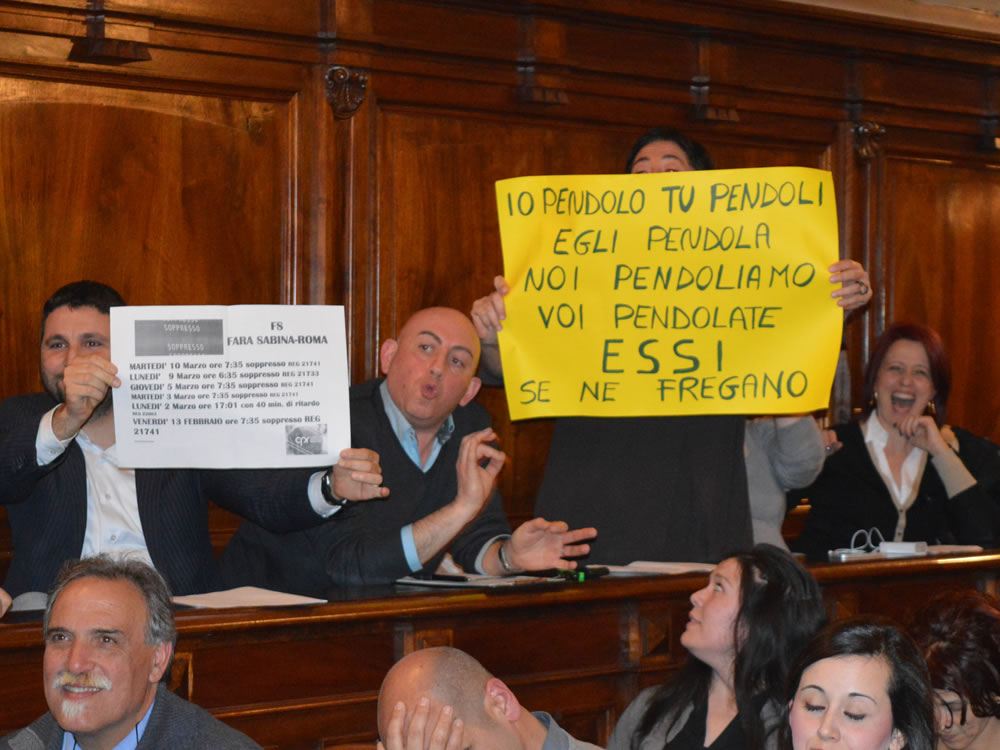 SOPPRESSO
SOPPRESSO
FS
FARA SABINA-ROMA
MARTEDI' 10 Marzo ore 7:35 soppresso REG 21741
LUNEDI' 9 Marzo ore 6:35 soppresso REG 21733
GIOVEDI' 5 Marzo ore 7:35 soppresso REG 21741
MARTEDI' 3 Marzo ore 7:35 soppresso REG 21741
LUNEDI' 2 Marzo ore 17:01 con 40 min. di ritardo
VENERDI' 13 FEBBRAIO ore 7:35 soppresso REG
21741
IO PENDOLO TU PENDOLI
EGLI PENDOLA
NOI PENDOLIAMO
VOI PENDOLATE
ESSI
SE NE FREGANO